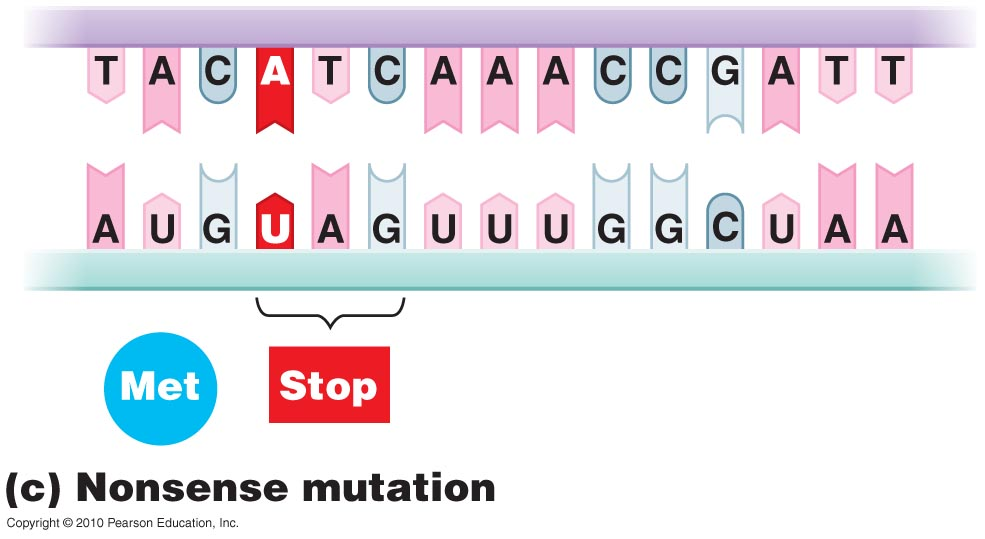 T A C A T C A A A C C G A T T
A U G U A G U U U G G C U A A
Met Stop
(c) Nonsense mutation
Copyright © 2010 Pearson Education, Inc.